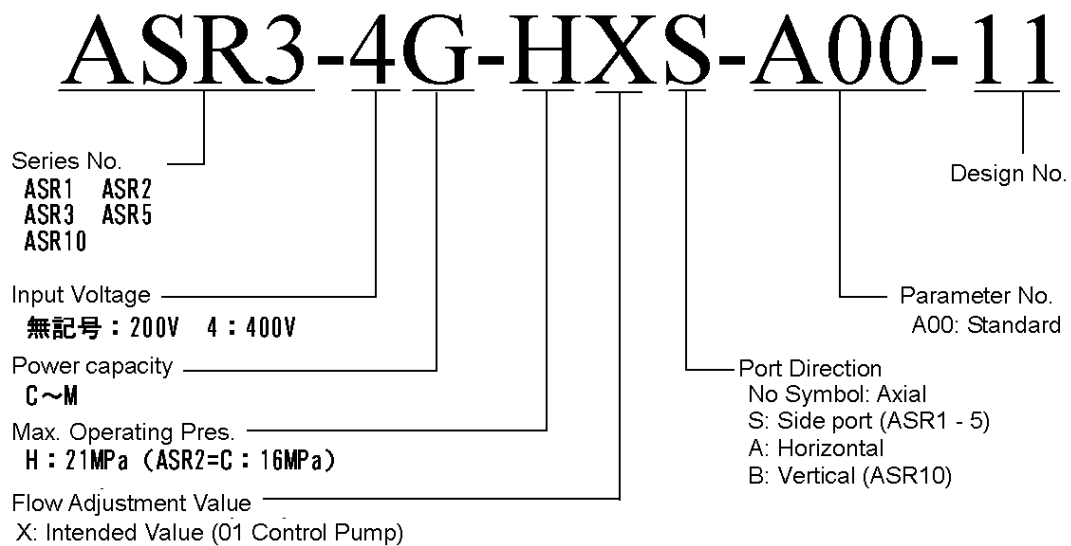 ASR3-4G-HXS-A00-11
Series No.
ASR1 ASR2
ASR3 ASR5
ASR10
Design No.
Input Voltage
無記号：200V 4：400V
Parameter No.
A00: Standard
Power capacity
C～M
Port Direction
No Symbol: Axial
S: Side port (ASR1 - 5)
A: Horizontal
B: Vertical (ASR10)
Max. Operating Pres.
H：21MPa (ASR2=C：16MPa)
Flow Adjustment Value
X: Intended Value (01 Control Pump)